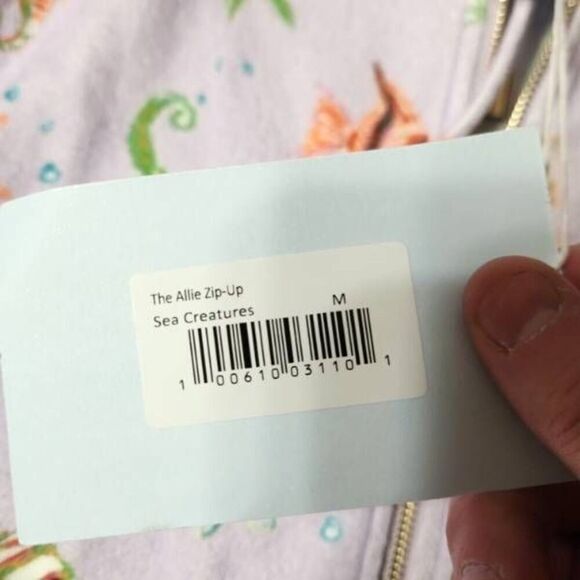 The Allie Zip-Up
Sea Creatures M
1 00610 03110 1